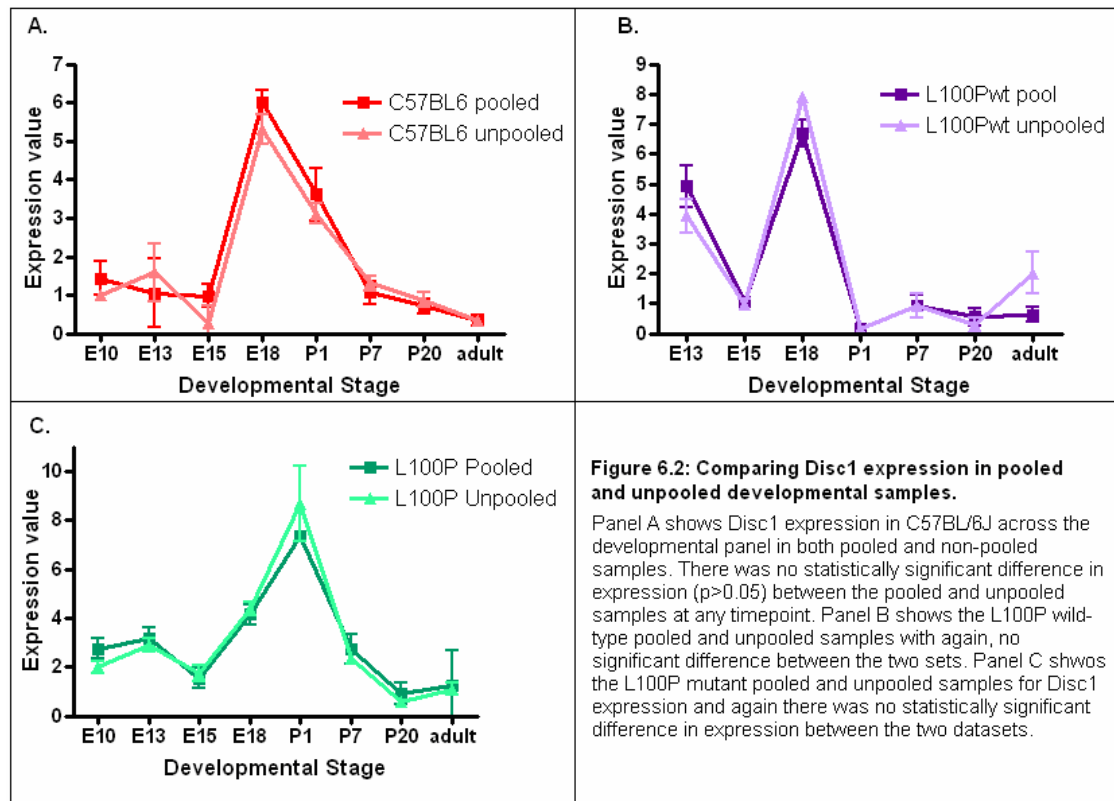 A.
7
6
5
4
3
2
1
0
Expression value
C57BL6 pooled
C57BL6 unpooled
E10 E13 E15 E18 P1 P7 P20 adult
Developmental Stage
B.
9
8
7
6
5
4
3
2
1
0
Expression value
L100Pwt pool
L100Pwt unpooled
E13 E15 E18 P1 P7 P20 adult
Developmental Stage
C.
10
8
6
4
2
0
Expression value
L100P Pooled
L100P Unpooled
E10 E13 E15 E18 P1 P7 P20 adult
Developmental Stage
Figure 6.2: Comparing Disc1 expression in pooled
and unpooled developmental samples.
Panel A shows Disc1 expression in C57BL/6J across the
developmental panel in both pooled and non-pooled
samples. There was no statistically significant difference in
expression (p>0.05) between the pooled and unpooled
samples at any timepoint. Panel B shows the L100P wild-
type pooled and unpooled samples with again, no
significant difference between the two sets. Panel C shwos
the L100P mutant pooled and unpooled samples for Disc1
expression and again there was no statistically significant
difference in expression between the two datasets.